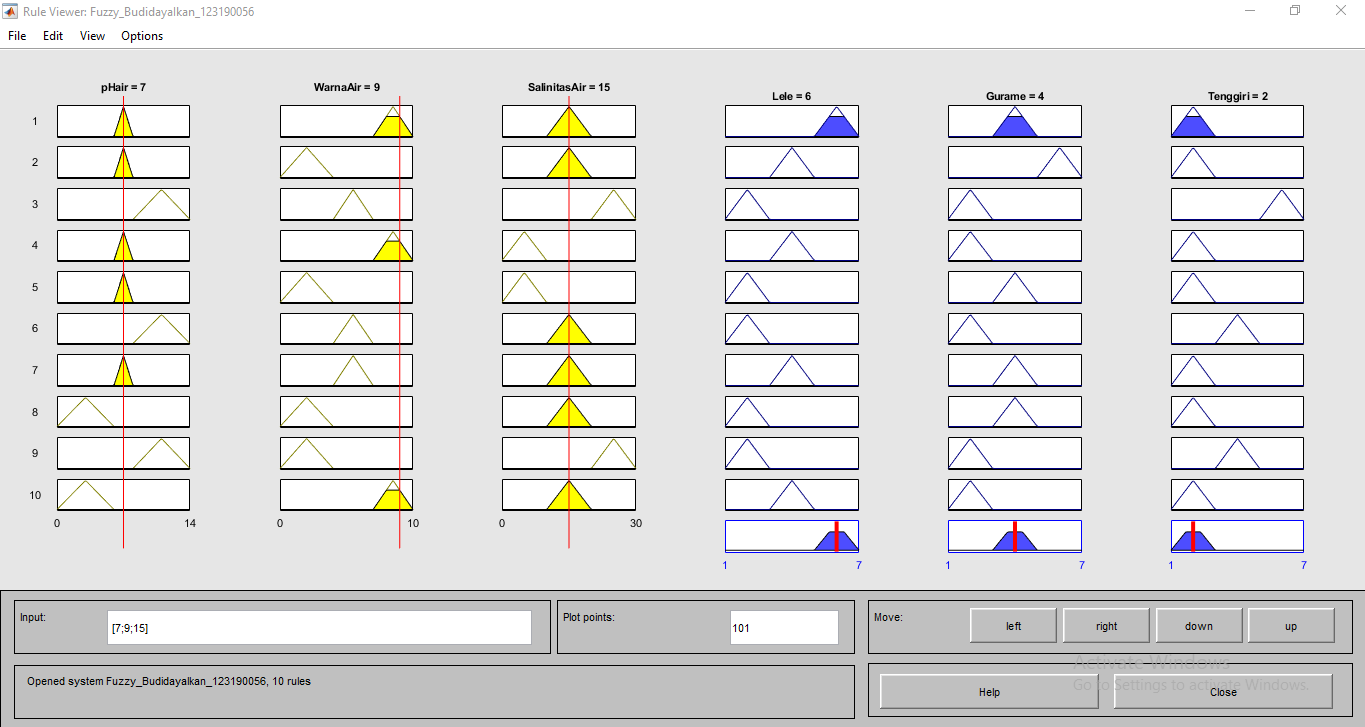 Rule Viewer: Fuzzy_Budidayalkan_123190056
File Edit View Options
pHair = 7
WarnaAir = 9
SalinitasAir = 15
Lele = 6
Gurame = 4
Tenggiri = 2
1
2
3
4
5
6
7
8
9
10
0 14
0 10
0 30
1 7
1 7
1 7
Input:
[7;9;15]
Plot points:
101
Move:
left
right
down
up
Opened system Fuzzy_Budidayalkan_123190056, 10 rules
Help
Close
Activate Windows
Go to Settings to activate Windows.